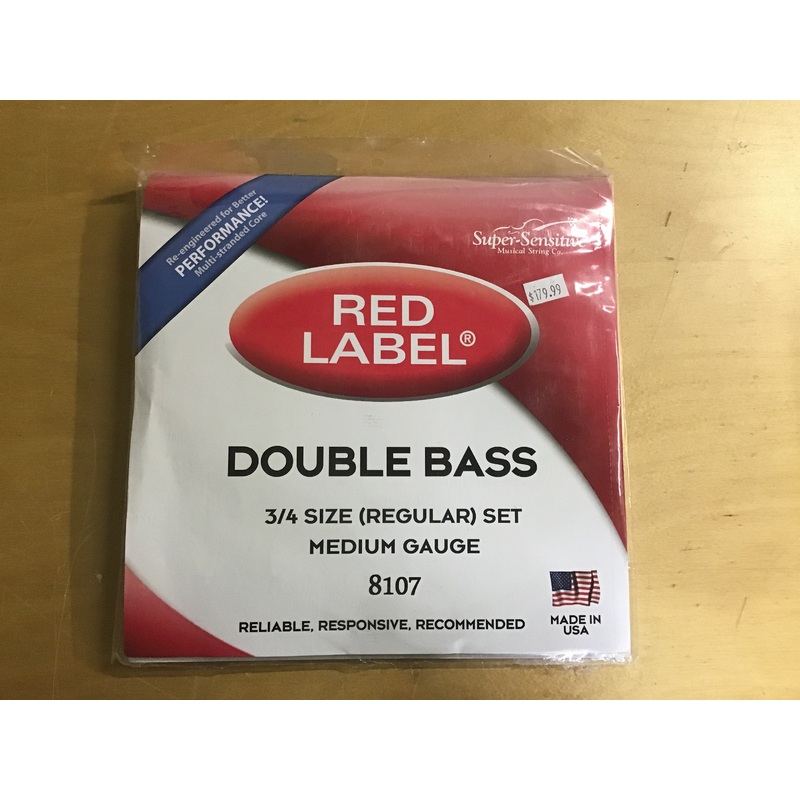 Re-engineered for Better
PERFORMANCE!
Multi-stranded Core
Super-Sensitive
Musical String Co.
$179.99
RED
LABEL®
DOUBLE BASS
3/4 SIZE (REGULAR) SET
MEDIUM GAUGE
8107
RELIABLE, RESPONSIVE, RECOMMENDED
MADE IN
USA